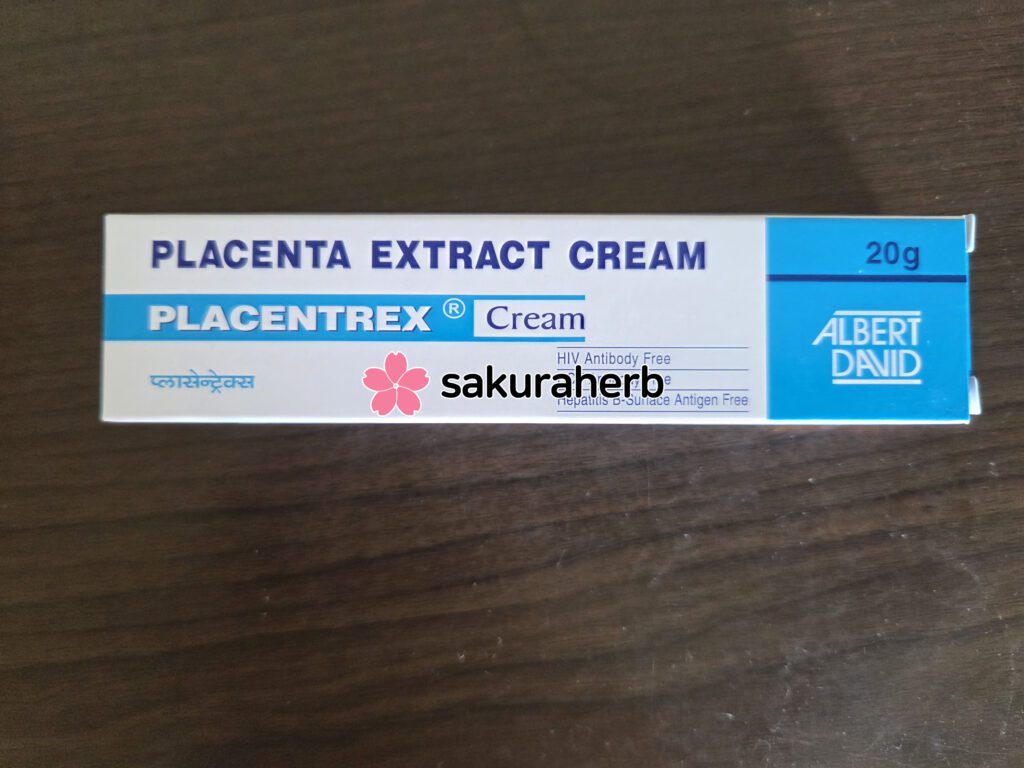 PLACENTA EXTRACT CREAM
20g
PLACENTREX ® Cream
ALBERT
DAVID
HIV Antibody Free
प्लासेन्ट्रेक्स
sakuraherb
Hepatitis B-Surface Antigen Free